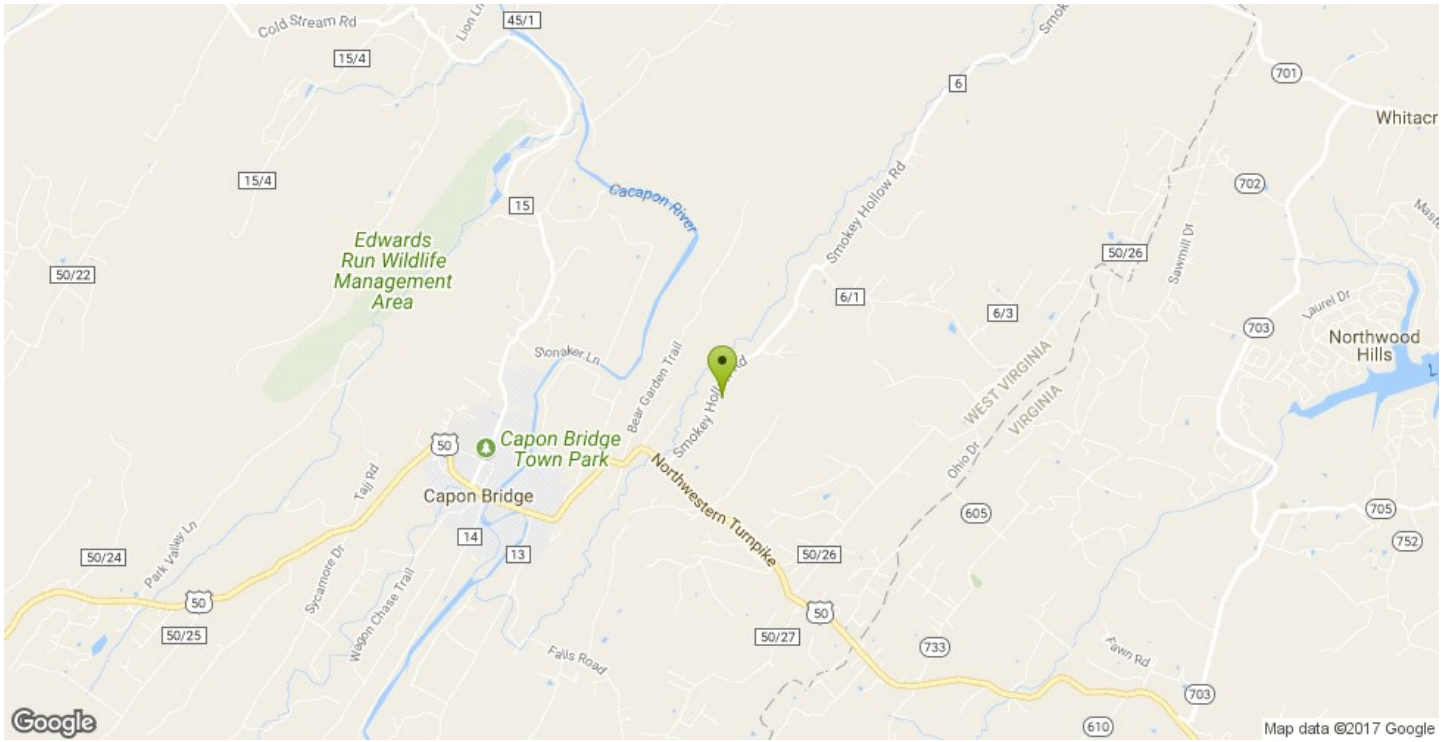 Cold Stream Rd
Lion Ln
45/1
Smokey Hollow Rd
15/4
6
701
Whitacr
15/4
15
Cacapon River
702
Edwards
Run Wildlife
Management
Area
50/22
50/26
Sawmill Dr
6/1
6/3
Laurel Dr
703
Northwood
Hills
L
Slonaker Ln
Bear Garden Trail
WEST VIRGINIA
VIRGINIA
Smokey Hollow Rd
50
Capon Bridge
Town Park
Tajj Rd
Capon Bridge
Northwestern Turnpike
Ohio Dr
605
705
752
14
13
50/24
Park Valley Ln
Sycamore Dr
Wagon Chase Trail
50/26
50
50
50/25
50/27
733
Falls Road
Fawn Rd
703
610
Google
Map data ©2017 Google